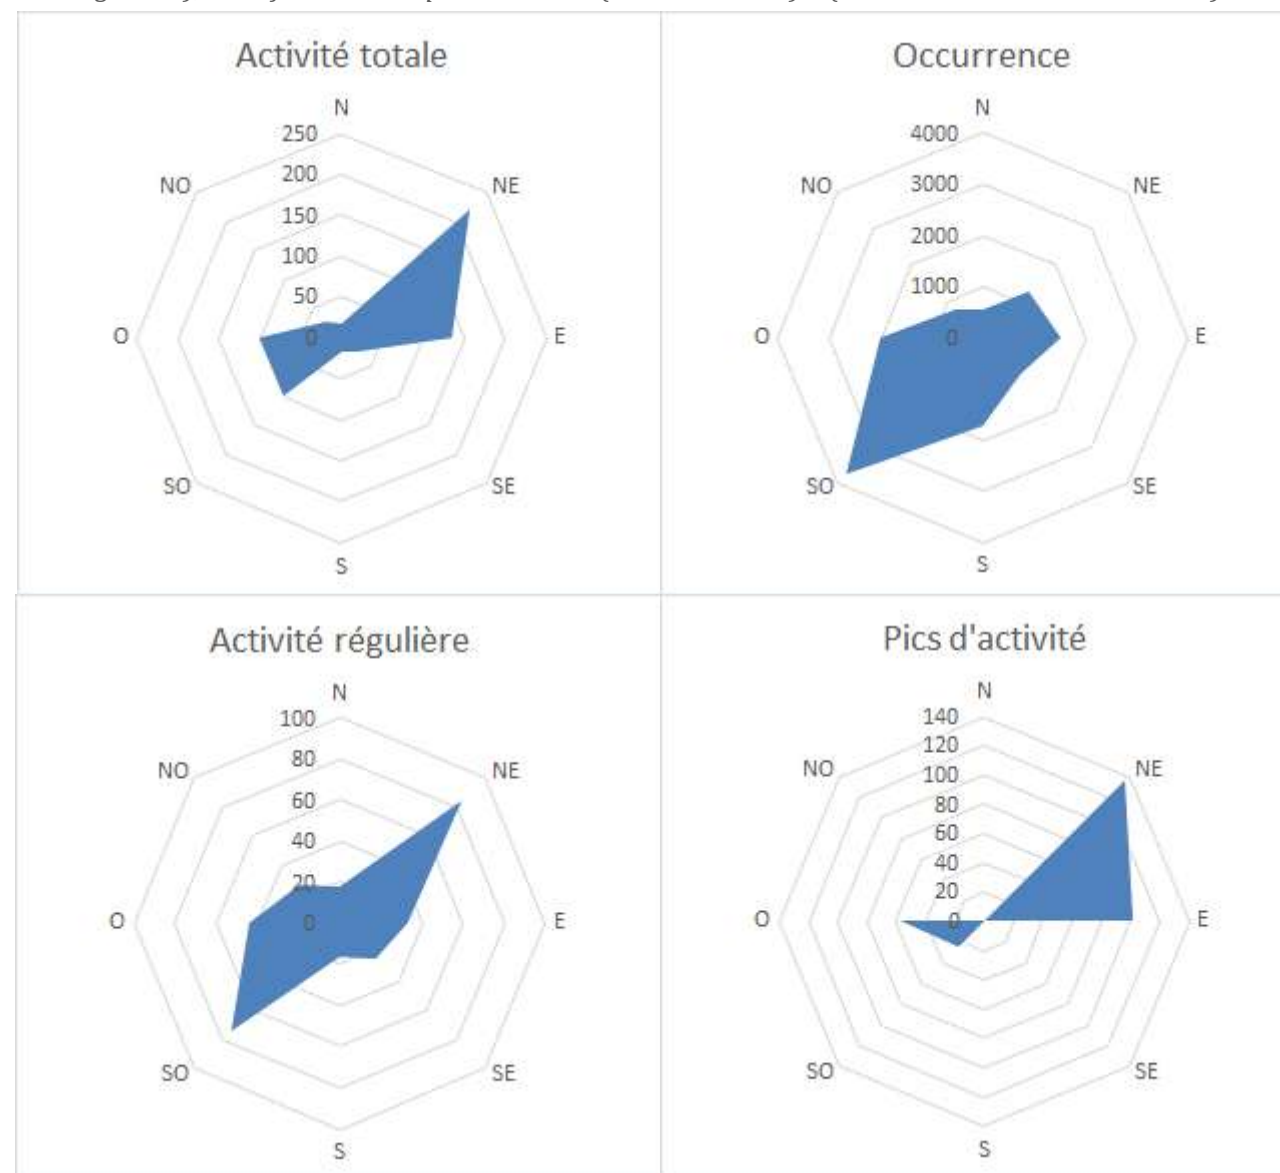 Activité totale
N
250
NO
200
NE
150
100
50
O
0
E
SO
SE
S
Occurrence
N
4000
NO
3000
NE
2000
1000
O
0
E
SO
SE
S
Activité régulière
N
100
NO
80
NE
60
40
20
O
0
E
SO
SE
S
Pics d'activité
N
140
120
NO
100
NE
80
60
40
20
O
0
E
SO
SE
S